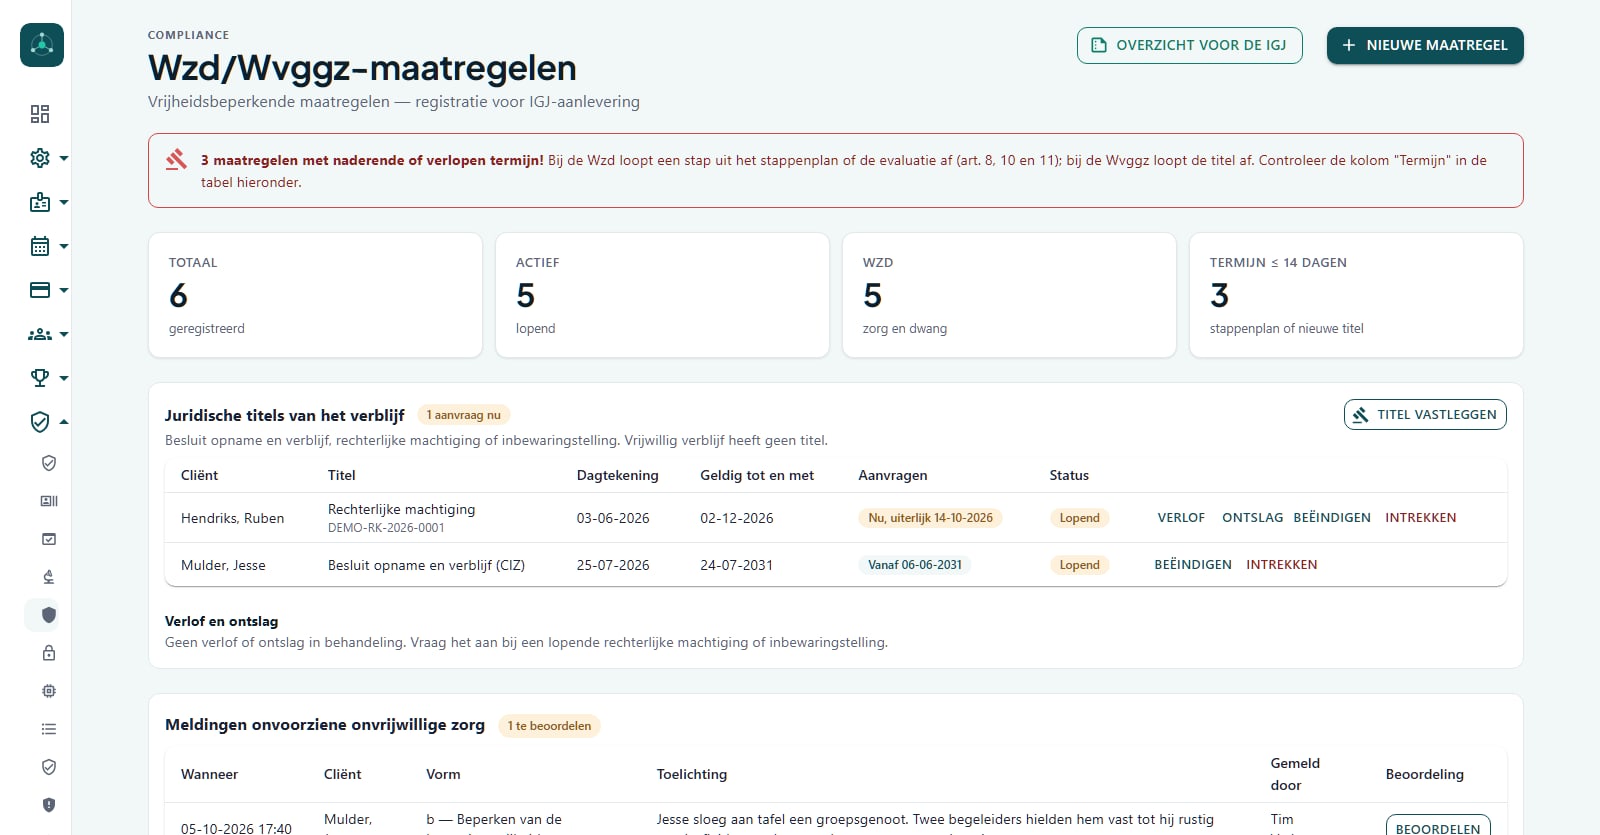 COMPLIANCE
Wzd/Wvggz-maatregelen
Vrijheidsbeperkende maatregelen — registratie voor IGJ-aanlevering
OVERZICHT VOOR DE IGJ
NIEUWE MAATREGEL
3 maatregelen met naderende of verlopen termijn! Bij de Wzd loopt een stap uit het stappenplan of de evaluatie af (art. 8, 10 en 11); bij de Wvggz loopt de titel af. Controleer de kolom "Termijn" in de
tabel hieronder.
TOTAAL
6
geregistreerd
ACTIEF
5
lopend
WZD
5
zorg en dwang
TERMIJN ≤ 14 DAGEN
3
stappenplan of nieuwe titel
Juridische titels van het verblijf 1 aanvraag nu
TITEL VASTLEGGEN
Besluit opname en verblijf, rechterlijke machtiging of inbewaringstelling. Vrijwillig verblijf heeft geen titel.
Cliënt Titel Dagtekening Geldig tot en met Aanvragen Status
Hendriks, Ruben Rechterlijke machtiging 03-06-2026 02-12-2026 Nu, uiterlijk 14-10-2026 Lopend VERLOF ONTSLAG BEËINDIGEN INTREKKEN
DEMO-RK-2026-0001
Mulder, Jesse Besluit opname en verblijf (CIZ) 25-07-2026 24-07-2031 Vanaf 06-06-2031 Lopend BEËINDIGEN INTREKKEN
Verlof en ontslag
Geen verlof of ontslag in behandeling. Vraag het aan bij een lopende rechterlijke machtiging of inbewaringstelling.
Meldingen onvoorziene onvrijwillige zorg 1 te beoordelen
Wanneer Cliënt Vorm Toelichting Gemeld door Beoordeling
05-10-2026 17:40 Mulder, b — Beperken van de Jesse sloeg aan tafel een groepsgenoot. Twee begeleiders hielden hem vast tot hij rustig Tim BEOORDELEN